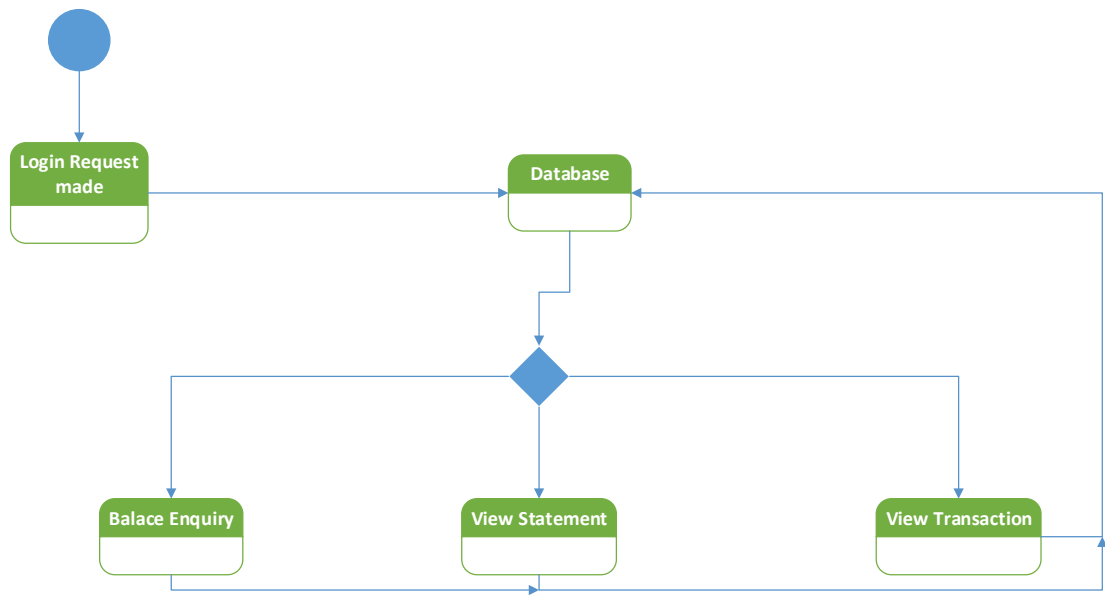 Login Request
made
Database
Balace Enquiry
View Statement
View Transaction